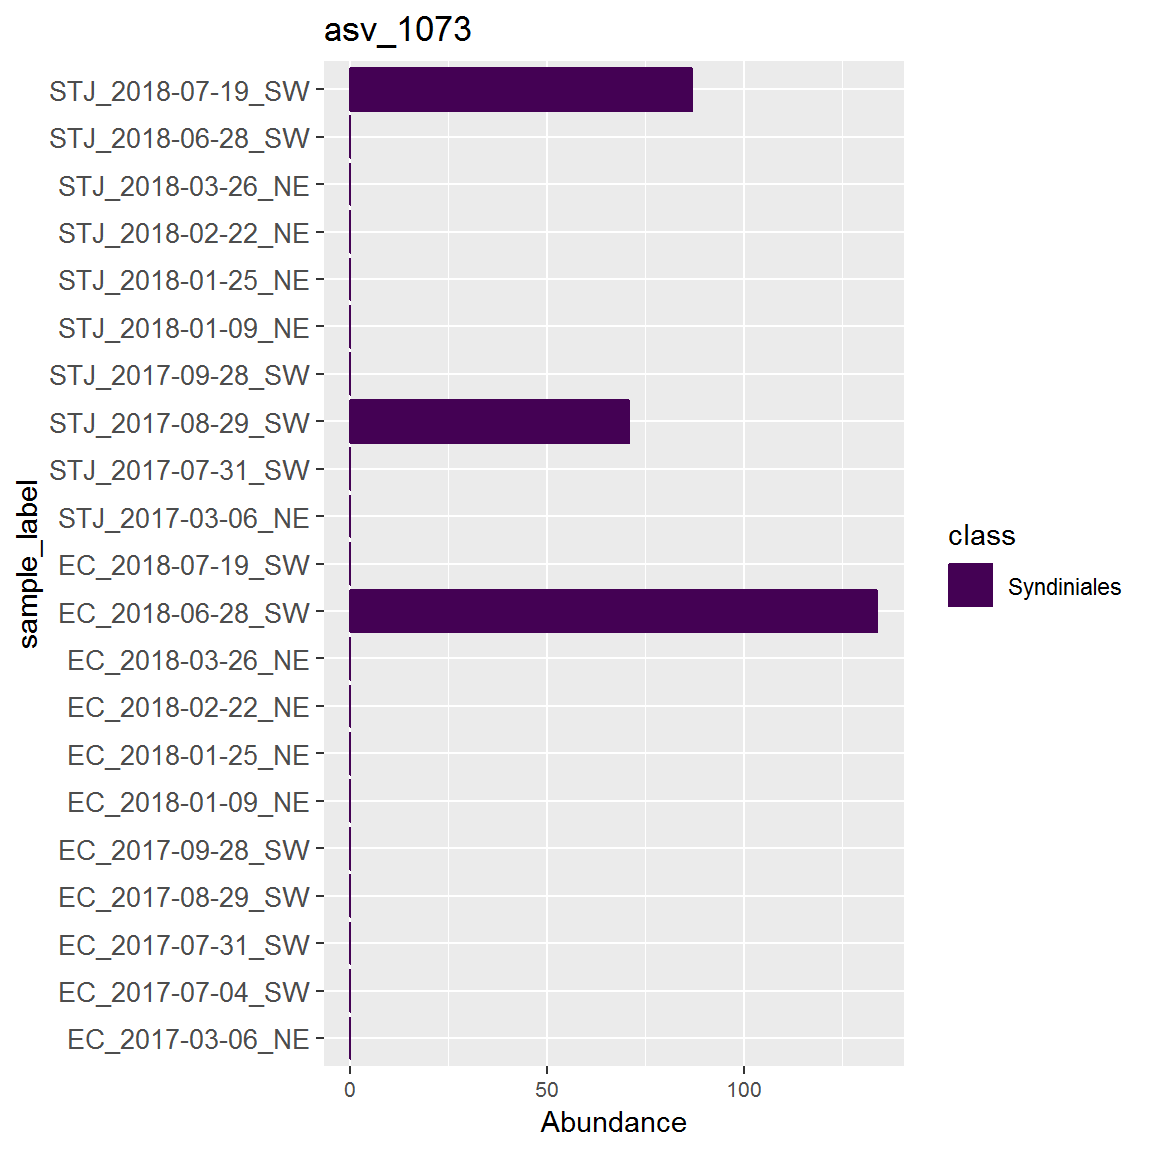 asv_1073
STJ_2018-07-19_SW
STJ_2018-06-28_SW
STJ_2018-03-26_NE
STJ_2018-02-22_NE
STJ_2018-01-25_NE
STJ_2018-01-09_NE
STJ_2017-09-28_SW
STJ_2017-08-29_SW
STJ_2017-07-31_SW
STJ_2017-03-06_NE
EC_2018-07-19_SW
EC_2018-06-28_SW
EC_2018-03-26_NE
EC_2018-02-22_NE
EC_2018-01-25_NE
EC_2018-01-09_NE
EC_2017-09-28_SW
EC_2017-08-29_SW
EC_2017-07-31_SW
EC_2017-07-04_SW
EC_2017-03-06_NE
sample_label
0 50 100
Abundance
class
Syndiniales